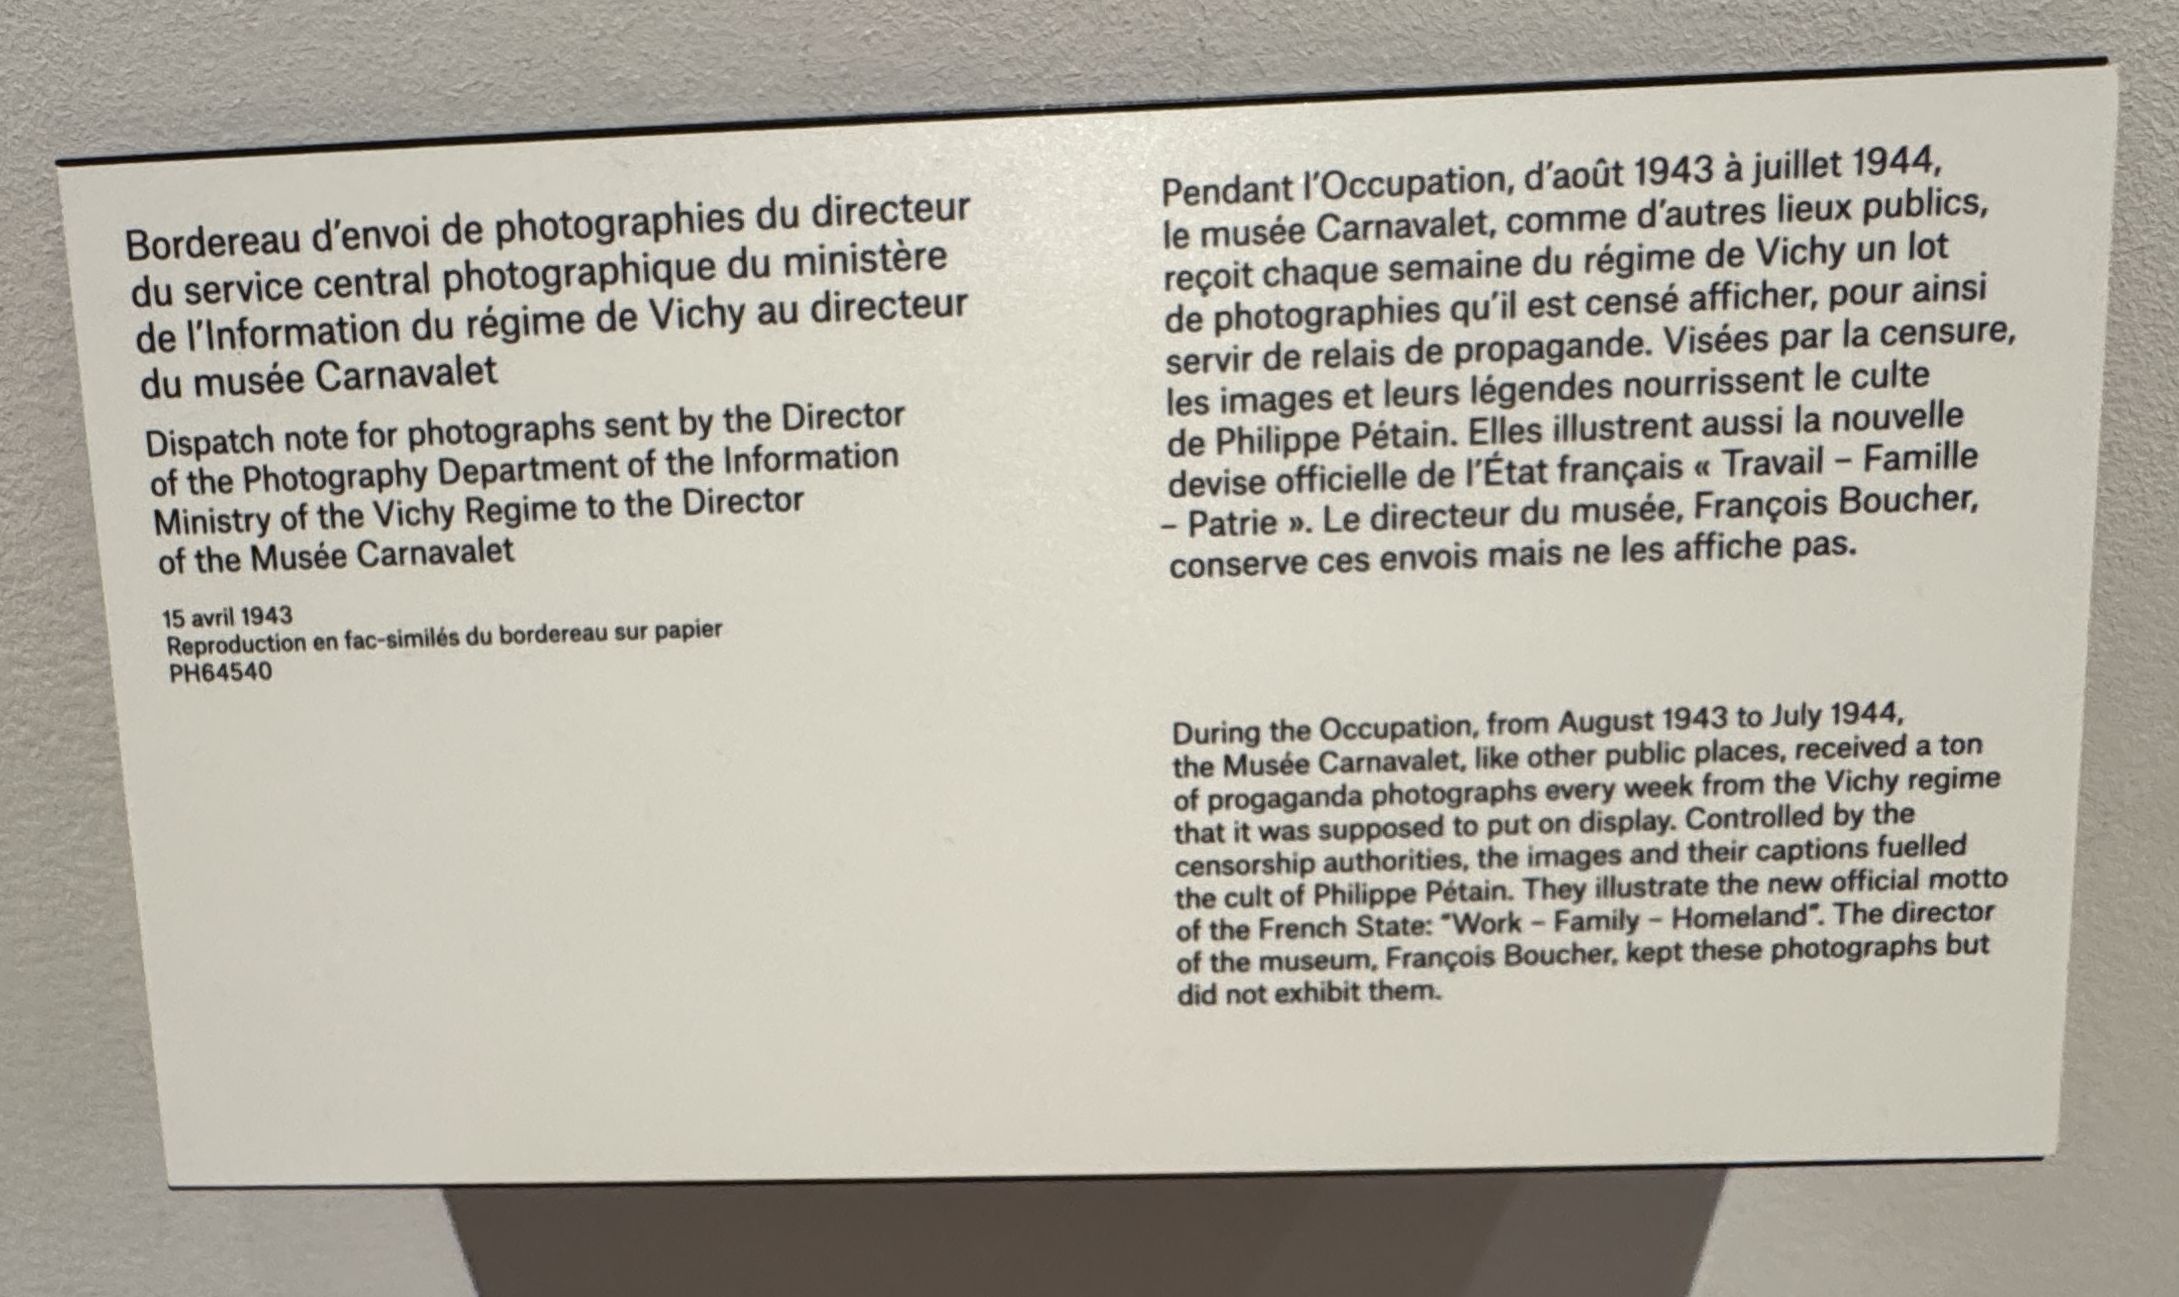 Bordereau d'envoi de photographies du directeur
du service central photographique du ministère
de l'Information du régime de Vichy au directeur
du musée Carnavalet
Dispatch note for photographs sent by the Director
of the Photography Department of the Information
Ministry of the Vichy Regime to the Director
of the Musée Carnavalet
15 avril 1943
Reproduction en fac-similés du bordereau sur papier
PH64540
Pendant l'Occupation, d'août 1943 à juillet 1944,
le musée Carnavalet, comme d'autres lieux publics,
reçoit chaque semaine du régime de Vichy un lot
de photographies qu'il est censé afficher, pour ainsi
servir de relais de propagande. Visées par la censure,
les images et leurs légendes nourrissent le culte
de Philippe Pétain. Elles illustrent aussi la nouvelle
devise officielle de l'État français « Travail – Famille
– Patrie ». Le directeur du musée, François Boucher,
conserve ces envois mais ne les affiche pas.
During the Occupation, from August 1943 to July 1944,
the Musée Carnavalet, like other public places, received a ton
of progaganda photographs every week from the Vichy regime
that it was supposed to put on display. Controlled by the
censorship authorities, the images and their captions fuelled
the cult of Philippe Pétain. They illustrate the new official motto
of the French State: "Work – Family – Homeland". The director
of the museum, François Boucher, kept these photographs but
did not exhibit them.